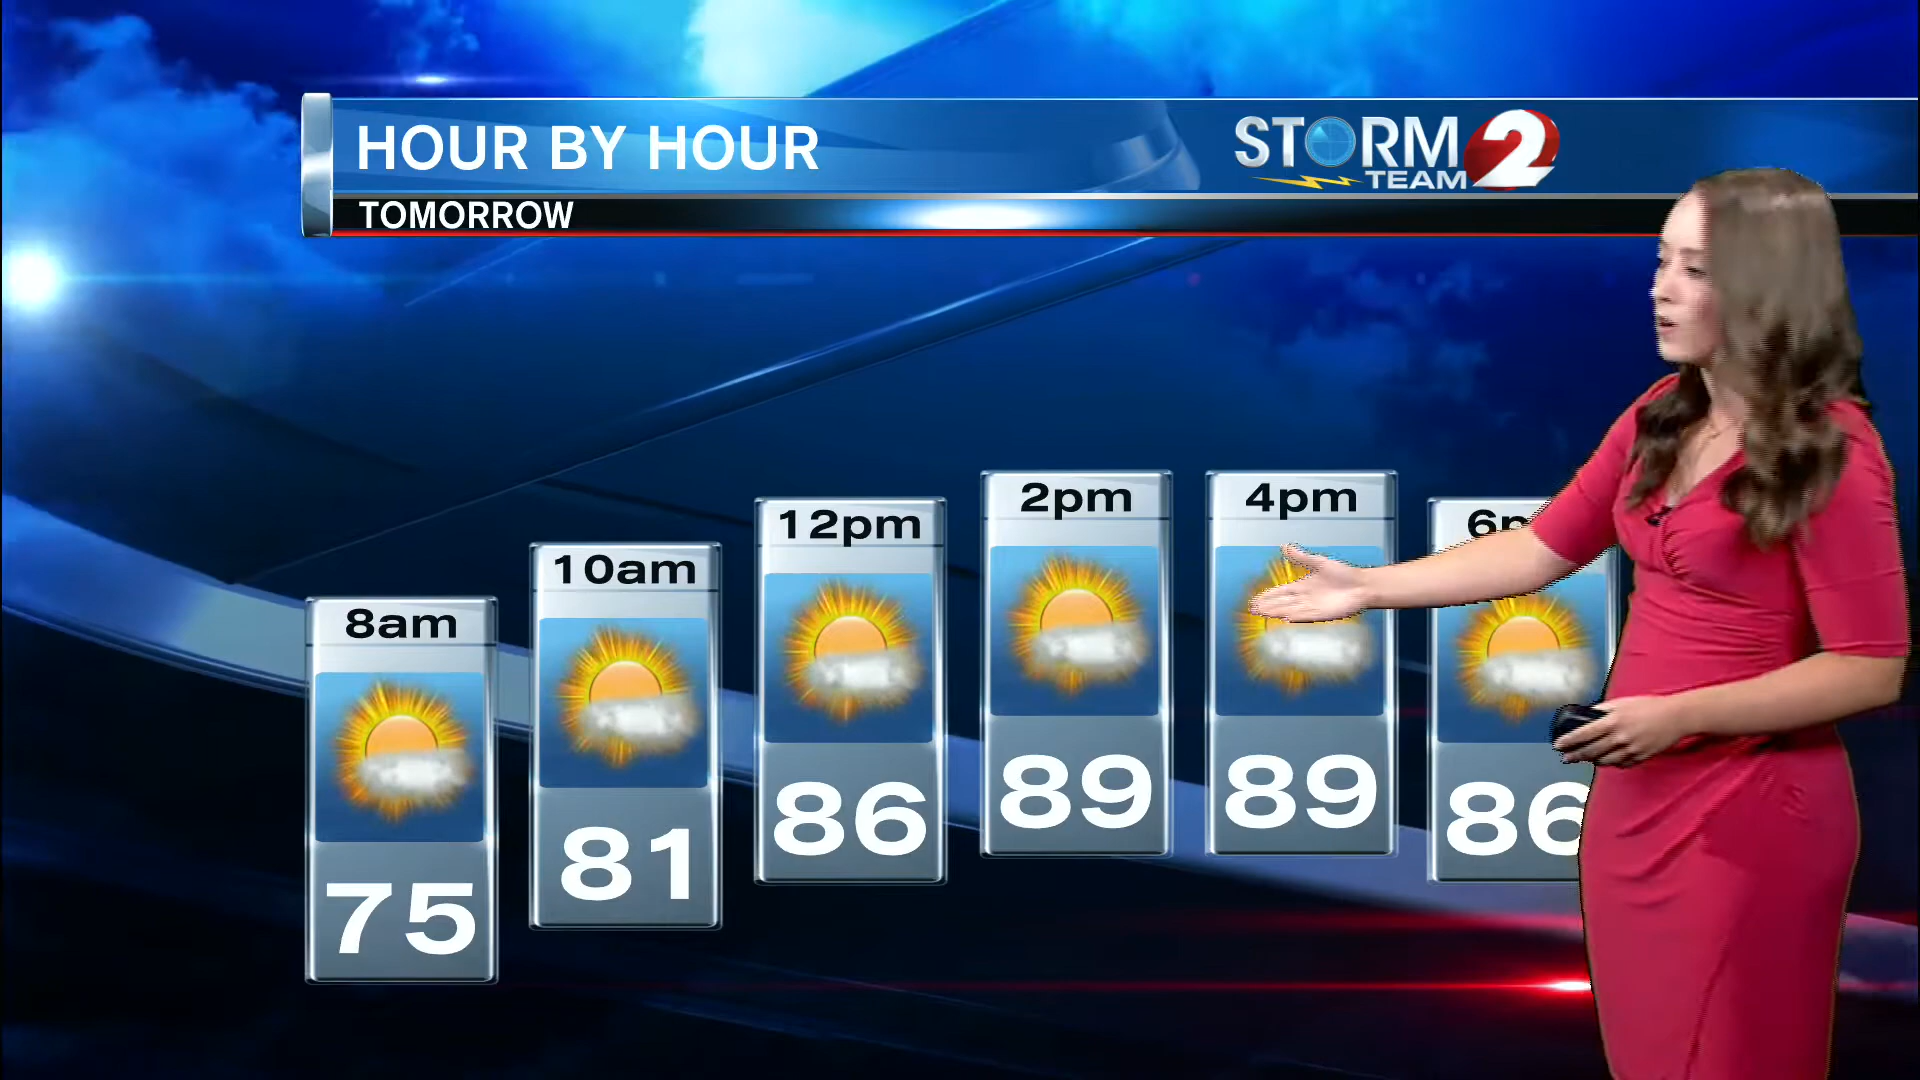 HOUR BY HOUR
STORM
TEAM 2
TOMORROW
8am
10am
12pm
2pm
4pm
75
81
86
89
89
86